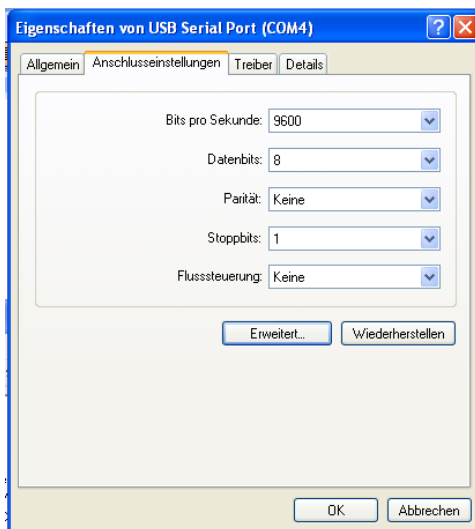 Eigenschaften von USB Serial Port (COM4)
Allgemein Anschlusseinstellungen Treiber Details
Bits pro Sekunde: 9600
Datenbits: 8
Parität: Keine
Stoppbits: 1
Flusssteuerung: Keine
Erweitert... Wiederherstellen
OK Abbrechen